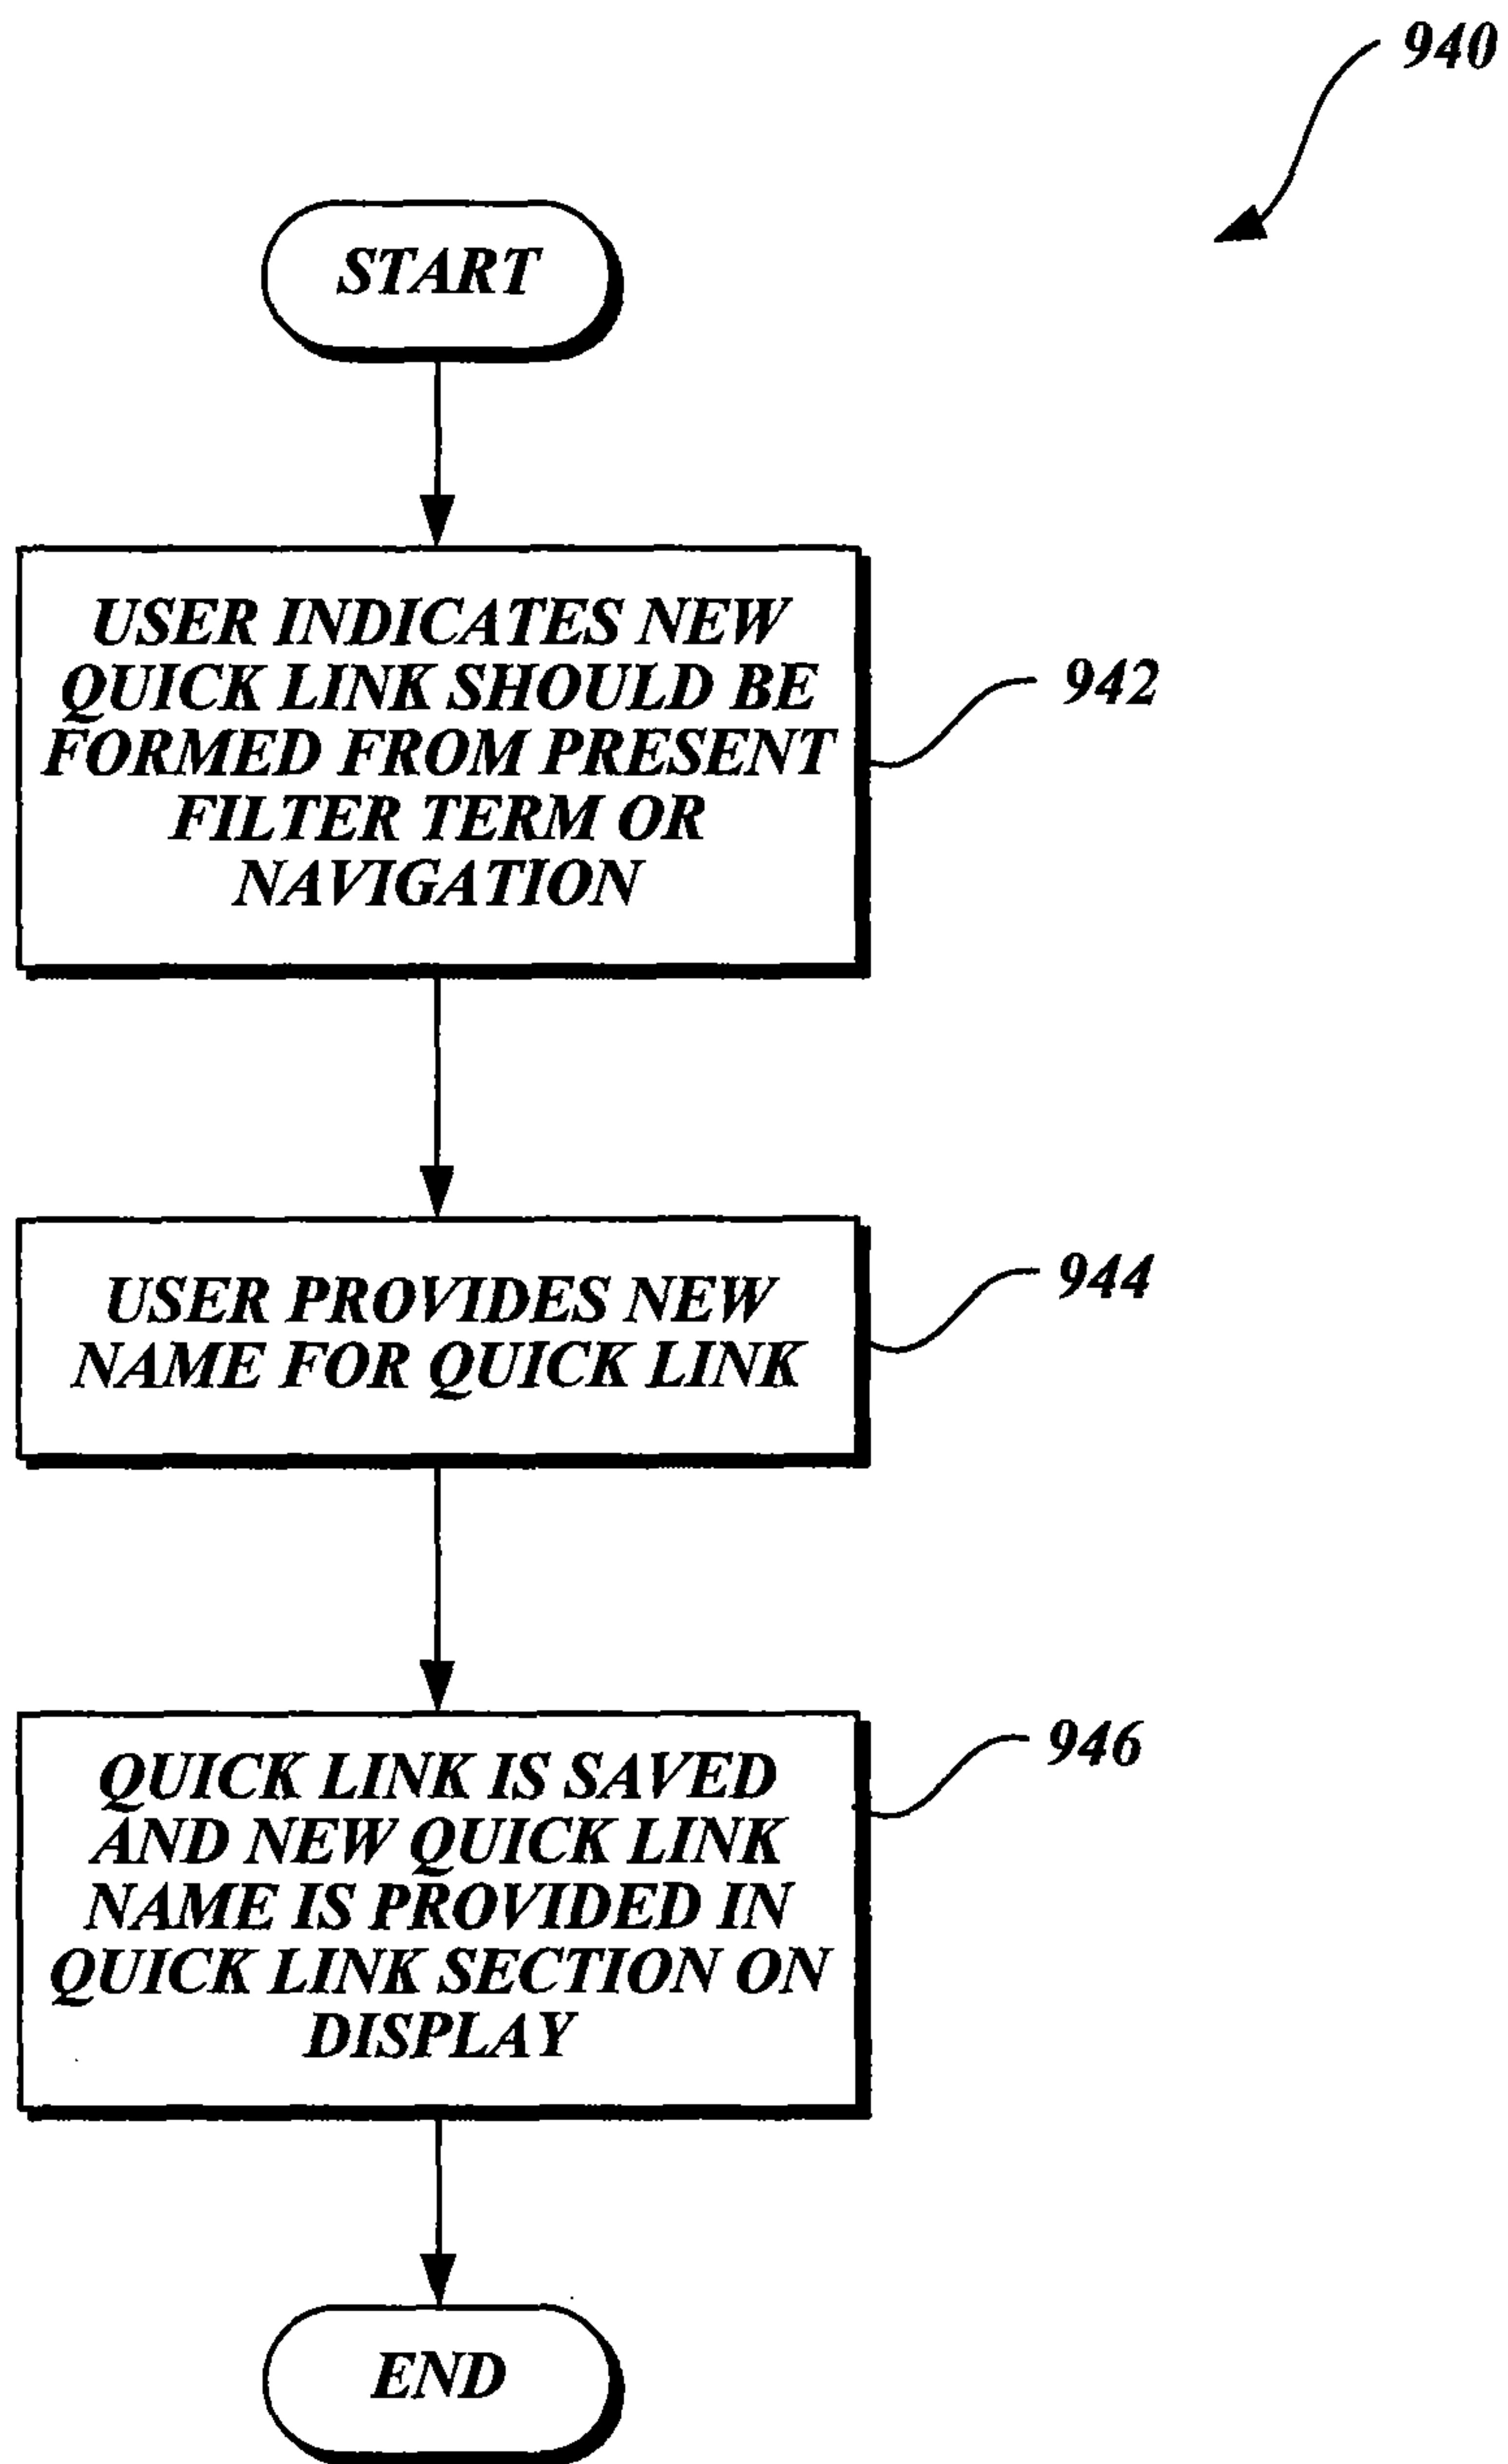 940
START
USER INDICATES NEW
QUICK LINK SHOULD BE
FORMED FROM PRESENT
FILTER TERM OR
NAVIGATION
942
USER PROVIDES NEW
NAME FOR QUICK LINK
944
QUICK LINK IS SAVED
AND NEW QUICK LINK
NAME IS PROVIDED IN
QUICK LINK SECTION ON
DISPLAY
946
END